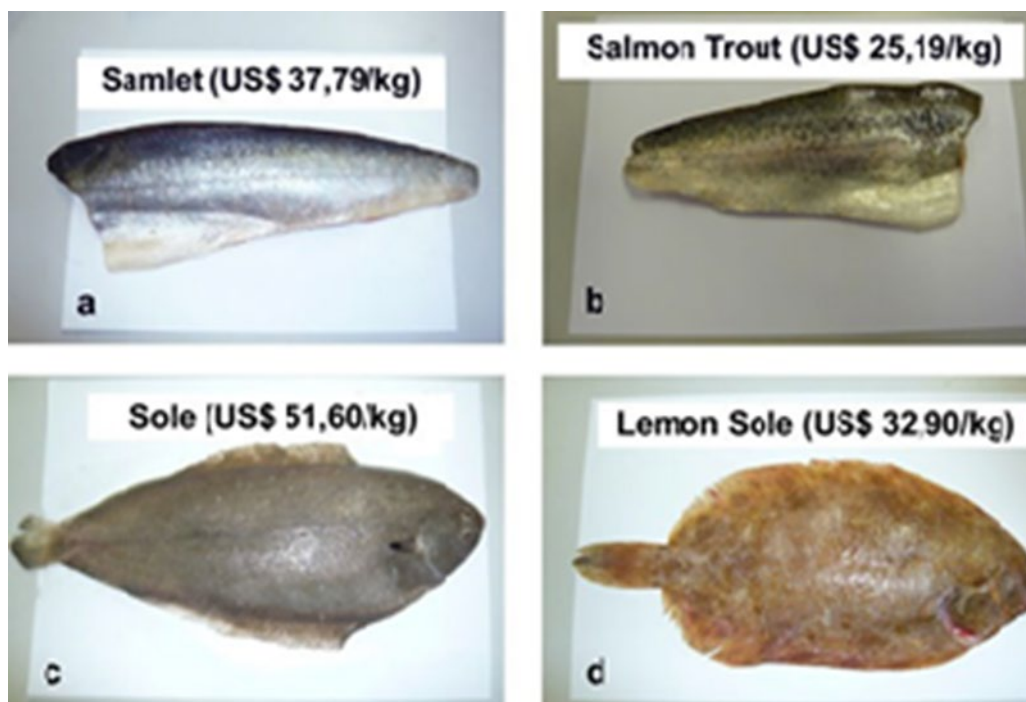 Samlet (US$ 37,79/kg)
a
Salmon Trout (US$ 25,19/kg)
b
Sole (US$ 51,60/kg)
c
Lemon Sole (US$ 32,90/kg)
d